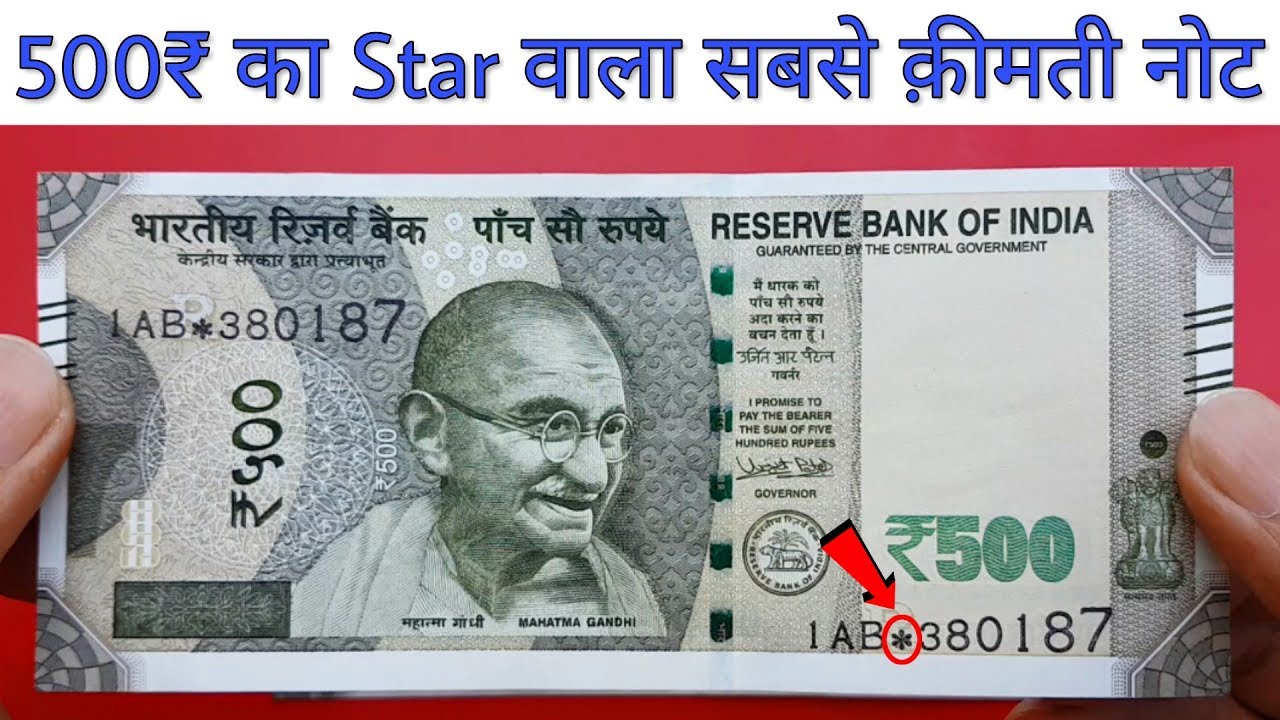 500₹ का Star वाला सबसे क़ीमती नोट
भारतीय रिज़र्व बैंक
केन्द्रीय सरकार द्वारा प्रत्याभूत
पाँच सौ रुपये
RESERVE BANK OF INDIA
GUARANTEED BY THE CENTRAL GOVERNMENT
1AB*380187
₹५००
₹500
मैं धारक को
पाँच सौ रुपये
अदा करने का
वचन देता हूँ ।
उर्जित आर पटेल
गवर्नर
I PROMISE TO
PAY THE BEARER
THE SUM OF FIVE
HUNDRED RUPEES
GOVERNOR
भारतीय रिज़र्व बैंक
RESERVE BANK OF INDIA
₹500
महात्मा गांधी MAHATMA GANDHI
1AB*380187